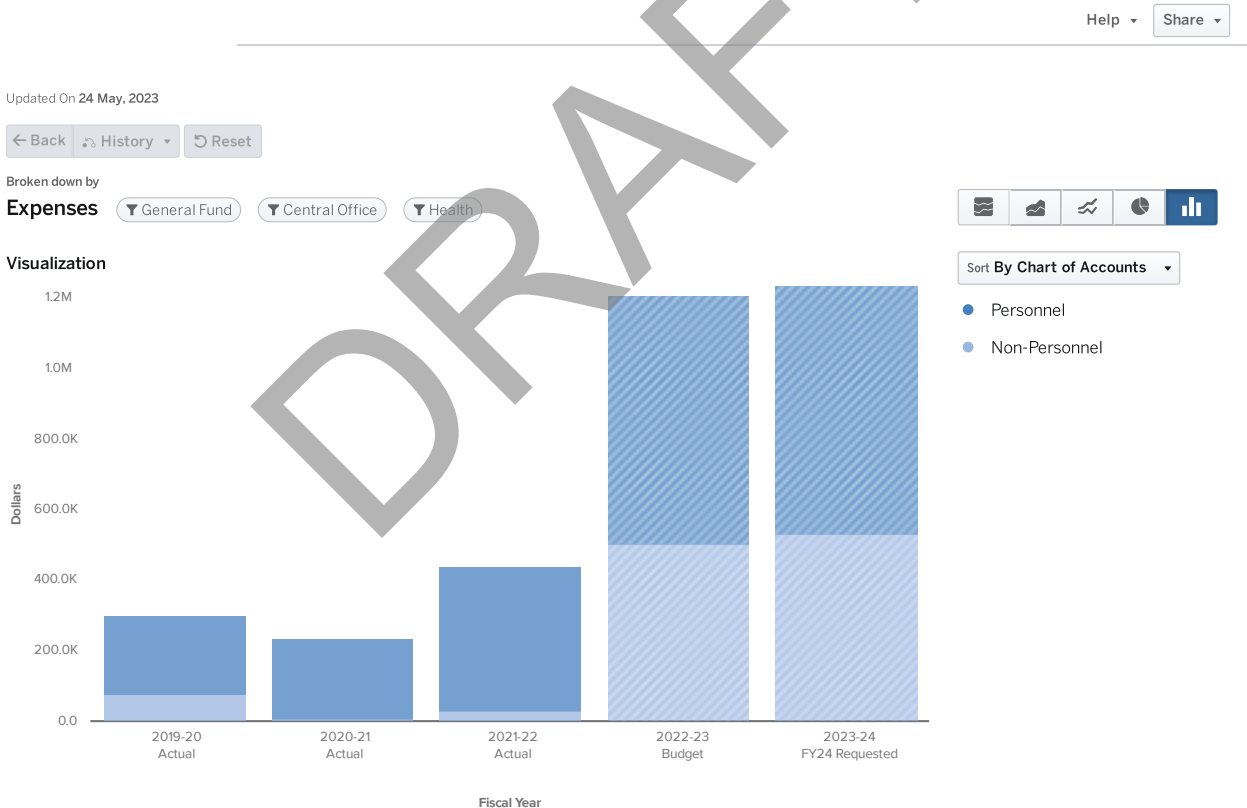 Help
Share
Updated On 24 May, 2023
Back
History
Reset
Broken down by
Expenses
General Fund
Central Office
Health
Visualization
Sort By Chart of Accounts
Personnel
Non-Personnel
1.2M
1.0M
800.0K
600.0K
400.0K
200.0K
0.0
Dollars
2019-20
Actual
2020-21
Actual
2021-22
Actual
2022-23
Budget
2023-24
FY24 Requested
Fiscal Year
DRAF